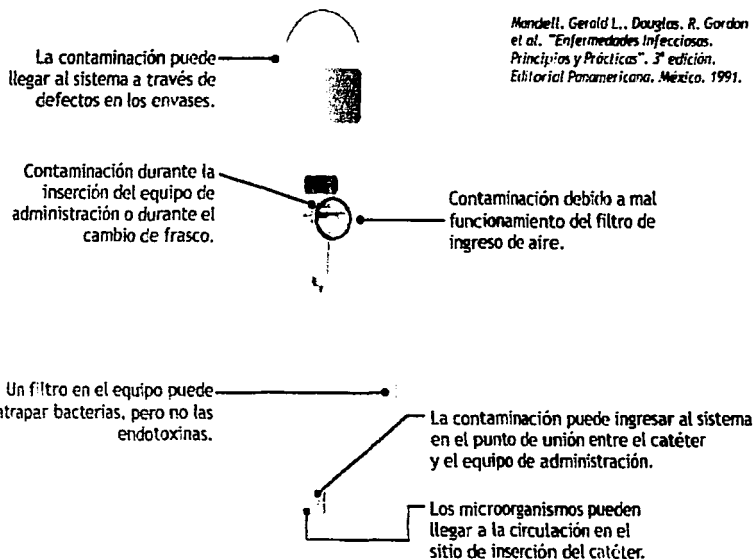 Mandell, Gerald L., Douglas, R. Gordon
et al. "Enfermedades Infecciosas.
Principios y Prácticas". 3ª edición.
Editorial Panamericana. México. 1991.
La contaminación puede
llegar al sistema a través de
defectos en los envases.
Contaminación durante la
inserción del equipo de
administración o durante el
cambio de frasco.
Contaminación debido a mal
funcionamiento del filtro de
ingreso de aire.
Un filtro en el equipo puede
atrapar bacterias, pero no las
endotoxinas.
La contaminación puede ingresar al sistema
en el punto de unión entre el catéter
y el equipo de administración.
Los microorganismos pueden
llegar a la circulación en el
sitio de inserción del catéter.